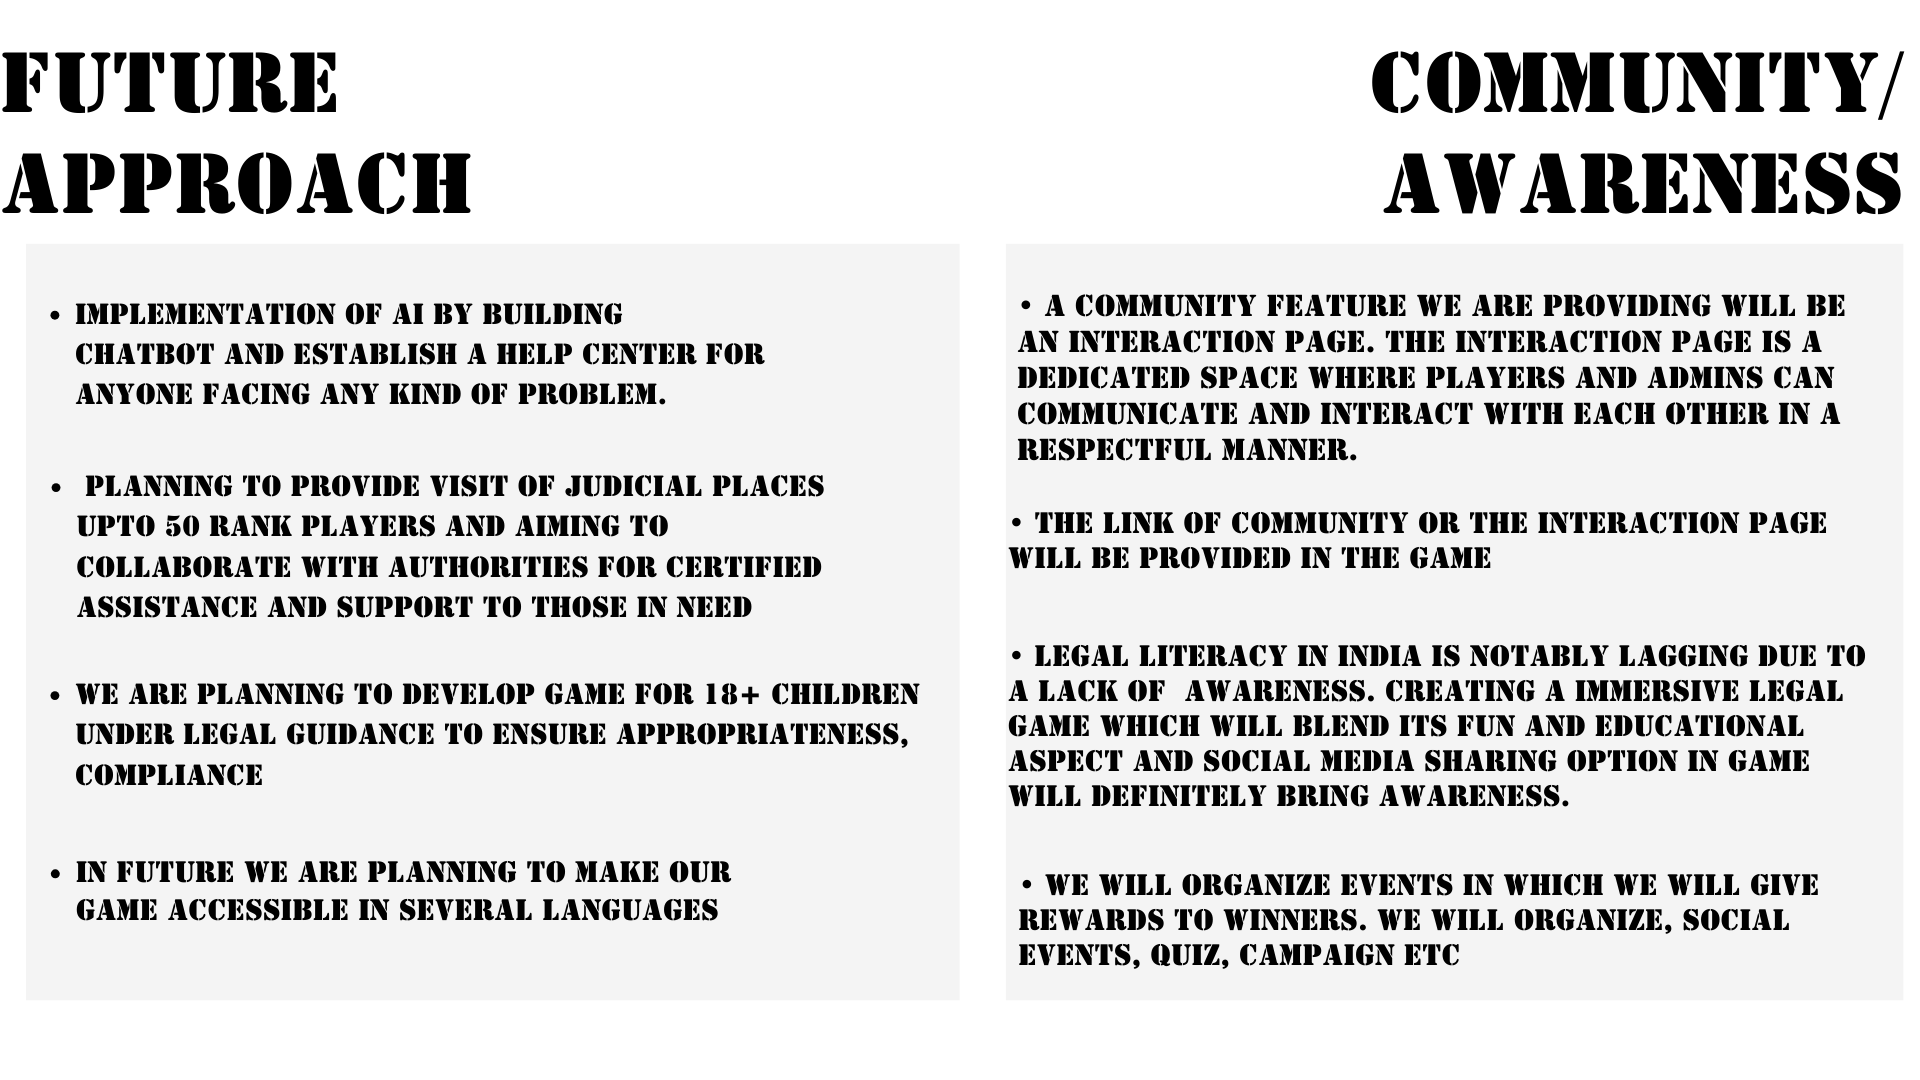 FUTURE
APPROACH
• IMPLEMENTATION OF AI BY BUILDING
CHATBOT AND ESTABLISH A HELP CENTER FOR
ANYONE FACING ANY KIND OF PROBLEM.
• PLANNING TO PROVIDE VISIT OF JUDICIAL PLACES
UPTO 50 RANK PLAYERS AND AIMING TO
COLLABORATE WITH AUTHORITIES FOR CERTIFIED
ASSISTANCE AND SUPPORT TO THOSE IN NEED
• WE ARE PLANNING TO DEVELOP GAME FOR 18+ CHILDREN
UNDER LEGAL GUIDANCE TO ENSURE APPROPRIATENESS,
COMPLIANCE
• IN FUTURE WE ARE PLANNING TO MAKE OUR
GAME ACCESSIBLE IN SEVERAL LANGUAGES
COMMUNITY/
AWARENESS
• A COMMUNITY FEATURE WE ARE PROVIDING WILL BE
AN INTERACTION PAGE. THE INTERACTION PAGE IS A
DEDICATED SPACE WHERE PLAYERS AND ADMINS CAN
COMMUNICATE AND INTERACT WITH EACH OTHER IN A
RESPECTFUL MANNER.
• THE LINK OF COMMUNITY OR THE INTERACTION PAGE
WILL BE PROVIDED IN THE GAME
• LEGAL LITERACY IN INDIA IS NOTABLY LAGGING DUE TO
A LACK OF AWARENESS. CREATING A IMMERSIVE LEGAL
GAME WHICH WILL BLEND ITS FUN AND EDUCATIONAL
ASPECT AND SOCIAL MEDIA SHARING OPTION IN GAME
WILL DEFINITELY BRING AWARENESS.
• WE WILL ORGANIZE EVENTS IN WHICH WE WILL GIVE
REWARDS TO WINNERS. WE WILL ORGANIZE, SOCIAL
EVENTS, QUIZ, CAMPAIGN ETC